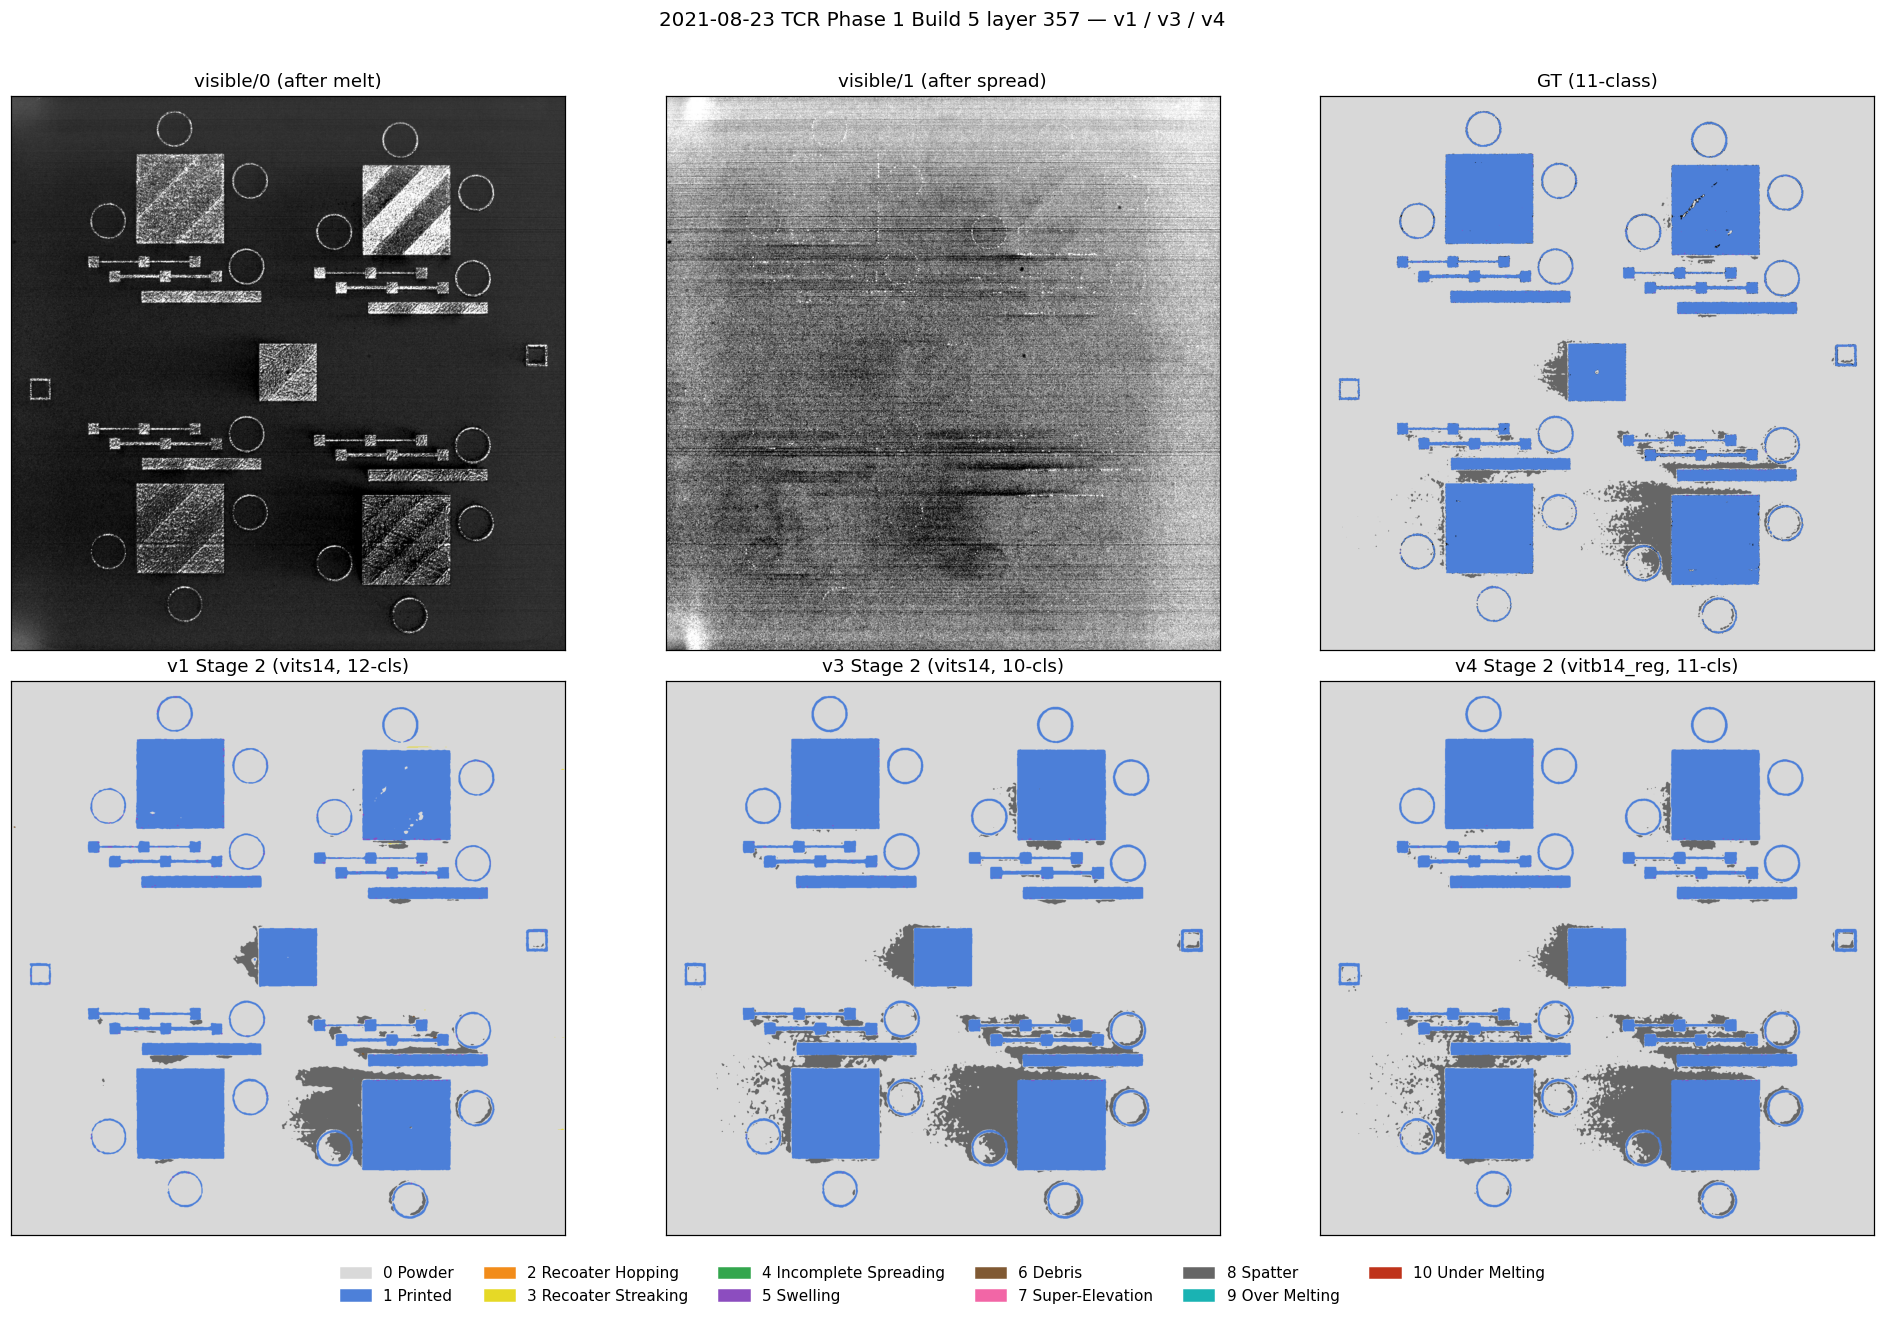 2021-08-23 TCR Phase 1 Build 5 layer 357 — v1 / v3 / v4
visible/0 (after melt)
visible/1 (after spread)
GT (11-class)
v1 Stage 2 (vits14, 12-cls)
v3 Stage 2 (vits14, 10-cls)
v4 Stage 2 (vitb14_reg, 11-cls)
0 Powder
1 Printed
2 Recoater Hopping
3 Recoater Streaking
4 Incomplete Spreading
5 Swelling
6 Debris
7 Super-Elevation
8 Spatter
9 Over Melting
10 Under Melting